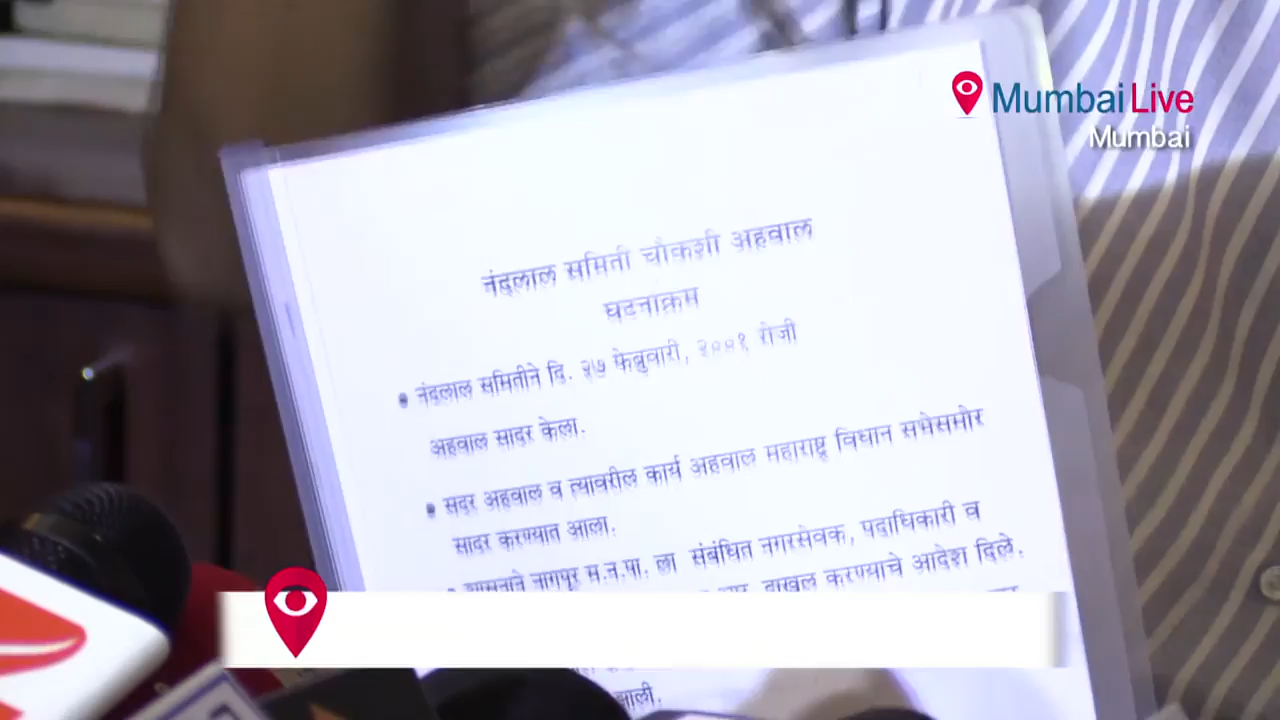 Mumbai Live
Mumbai
नंदलाल समिती चौकशी अहवाल
घटनाक्रम
• नंदलाल समितीने दि. २७ फेब्रुवारी, २००१ रोजी
अहवाल सादर केला.
• सदर अहवाल व त्यावरील कार्य अहवाल महाराष्ट्र विधान सभेसमोर
सादर करण्यात आला.
• शासनाने नागपूर म.न.पा. ला संबंधित नगरसेवक, पदाधिकारी व
दाखल करण्याचे आदेश दिले.
झाली.